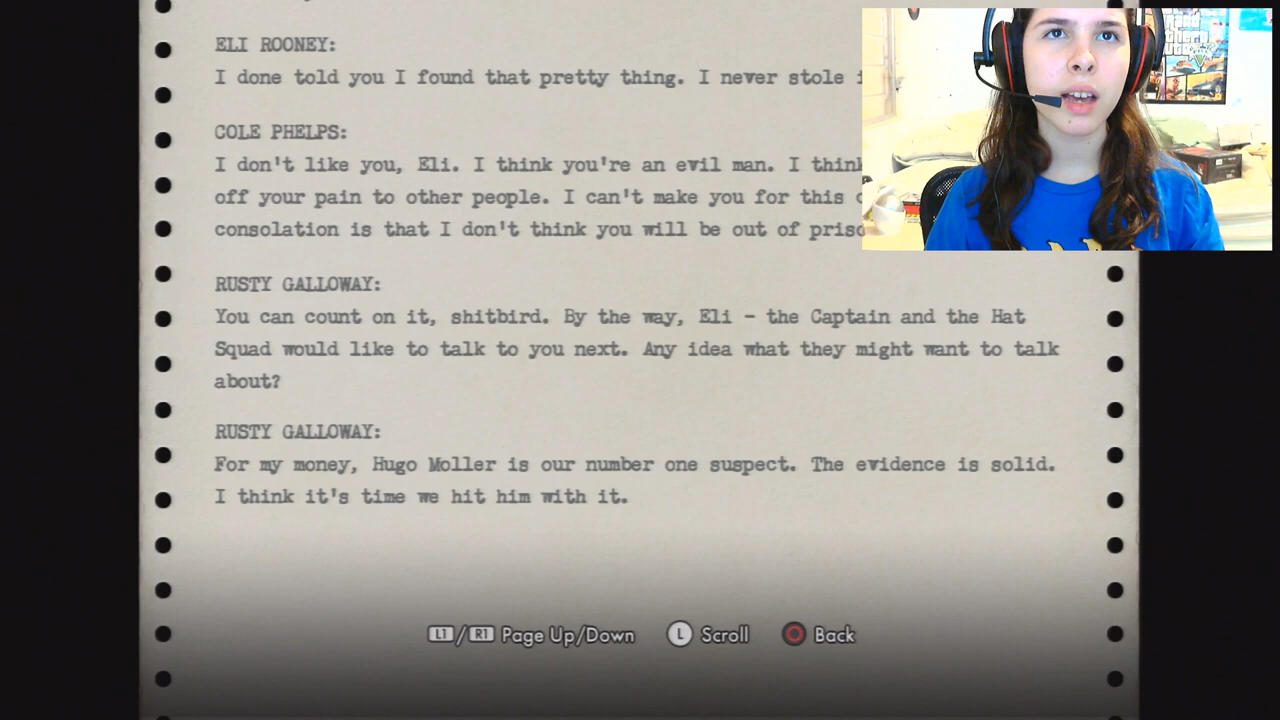 ELI ROONEY:
I done told you I found that pretty thing. I never stole
COLE PHELPS:
I don't like you, Eli. I think you're an evil man. I think
off your pain to other people. I can't make you for this
consolation is that I don't think you will be out of
RUSTY GALLOWAY:
You can count on it, shitbird. By the way, Eli - the Captain and the Hat
Squad would like to talk to you next. Any idea what they might want to talk
about?
RUSTY GALLOWAY:
For my money, Hugo Moller is our number one suspect. The evidence is solid.
I think it's time we hit him with it.
L1/R1 Page Up/Down L Scroll Back